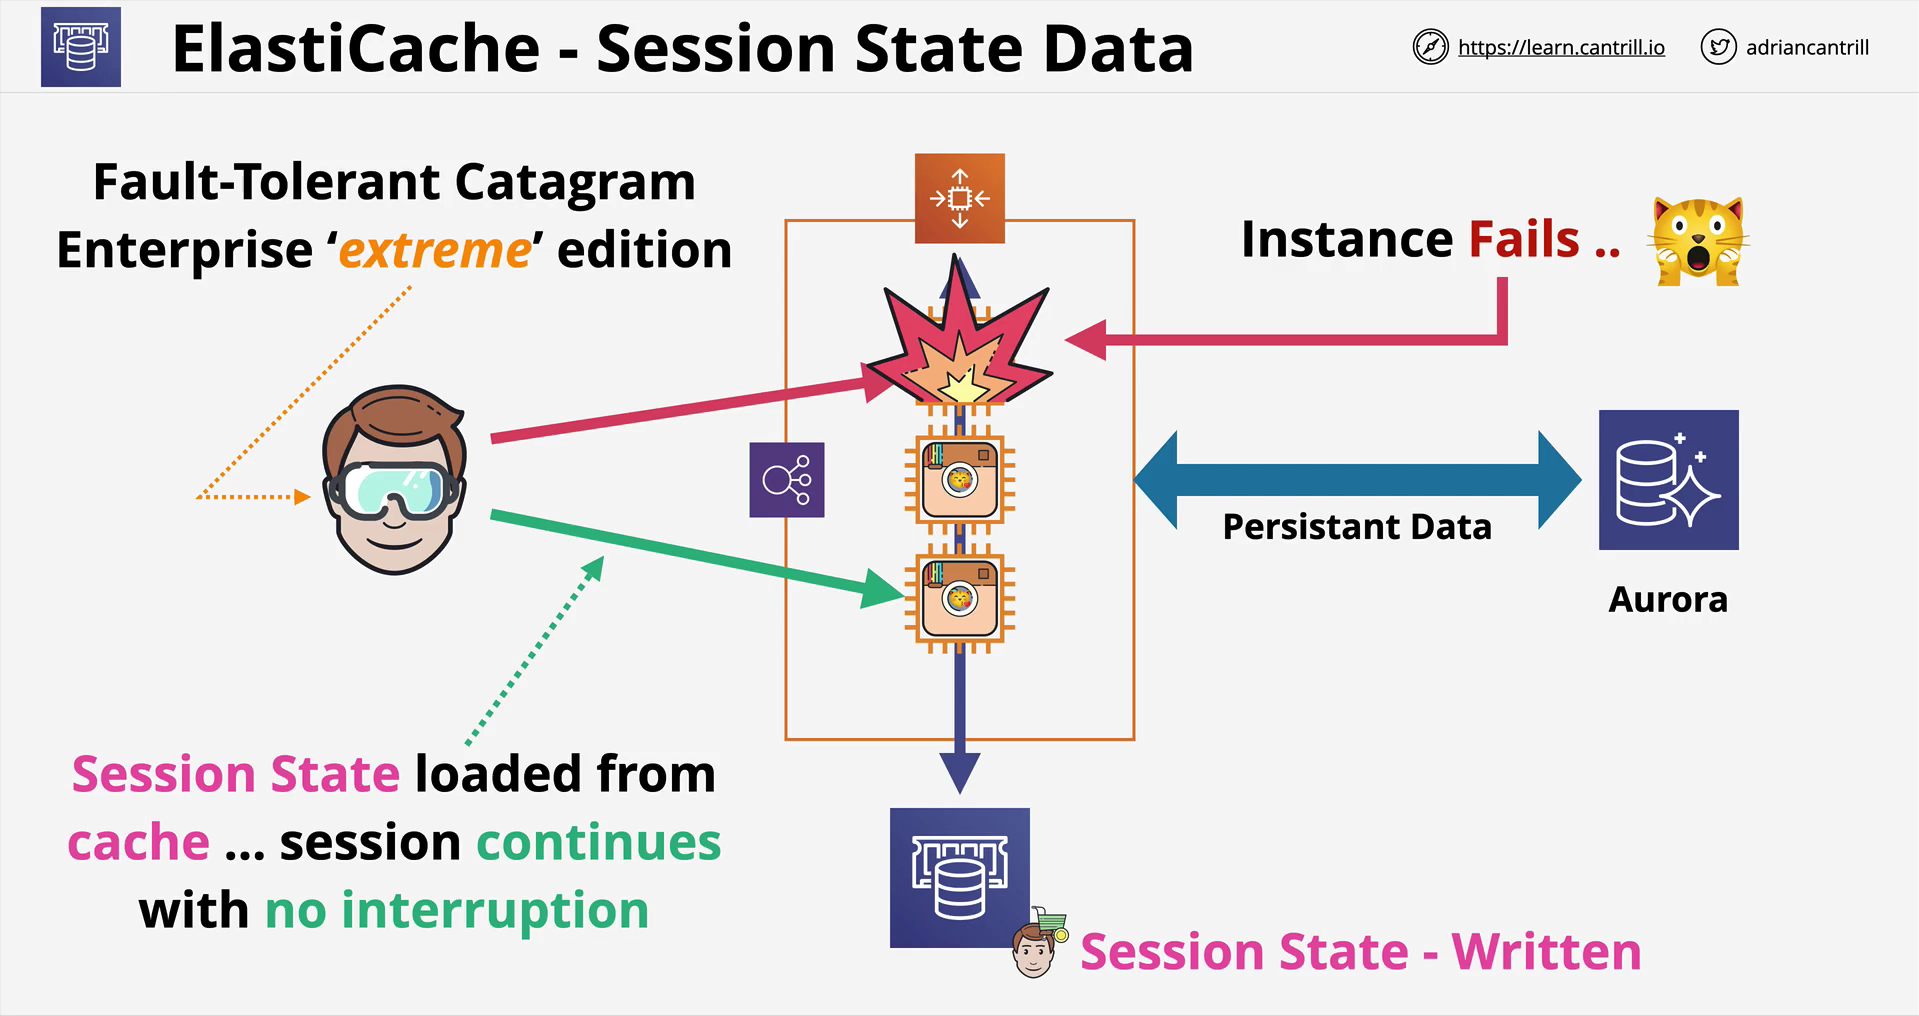 ElastiCache - Session State Data
https://learn.cantrill.io
adriancantrill
Fault-Tolerant Catagram
Enterprise ‘extreme’ edition
Instance Fails ..
Persistant Data
Aurora
Session State loaded from
cache ... session continues
with no interruption
Session State - Written